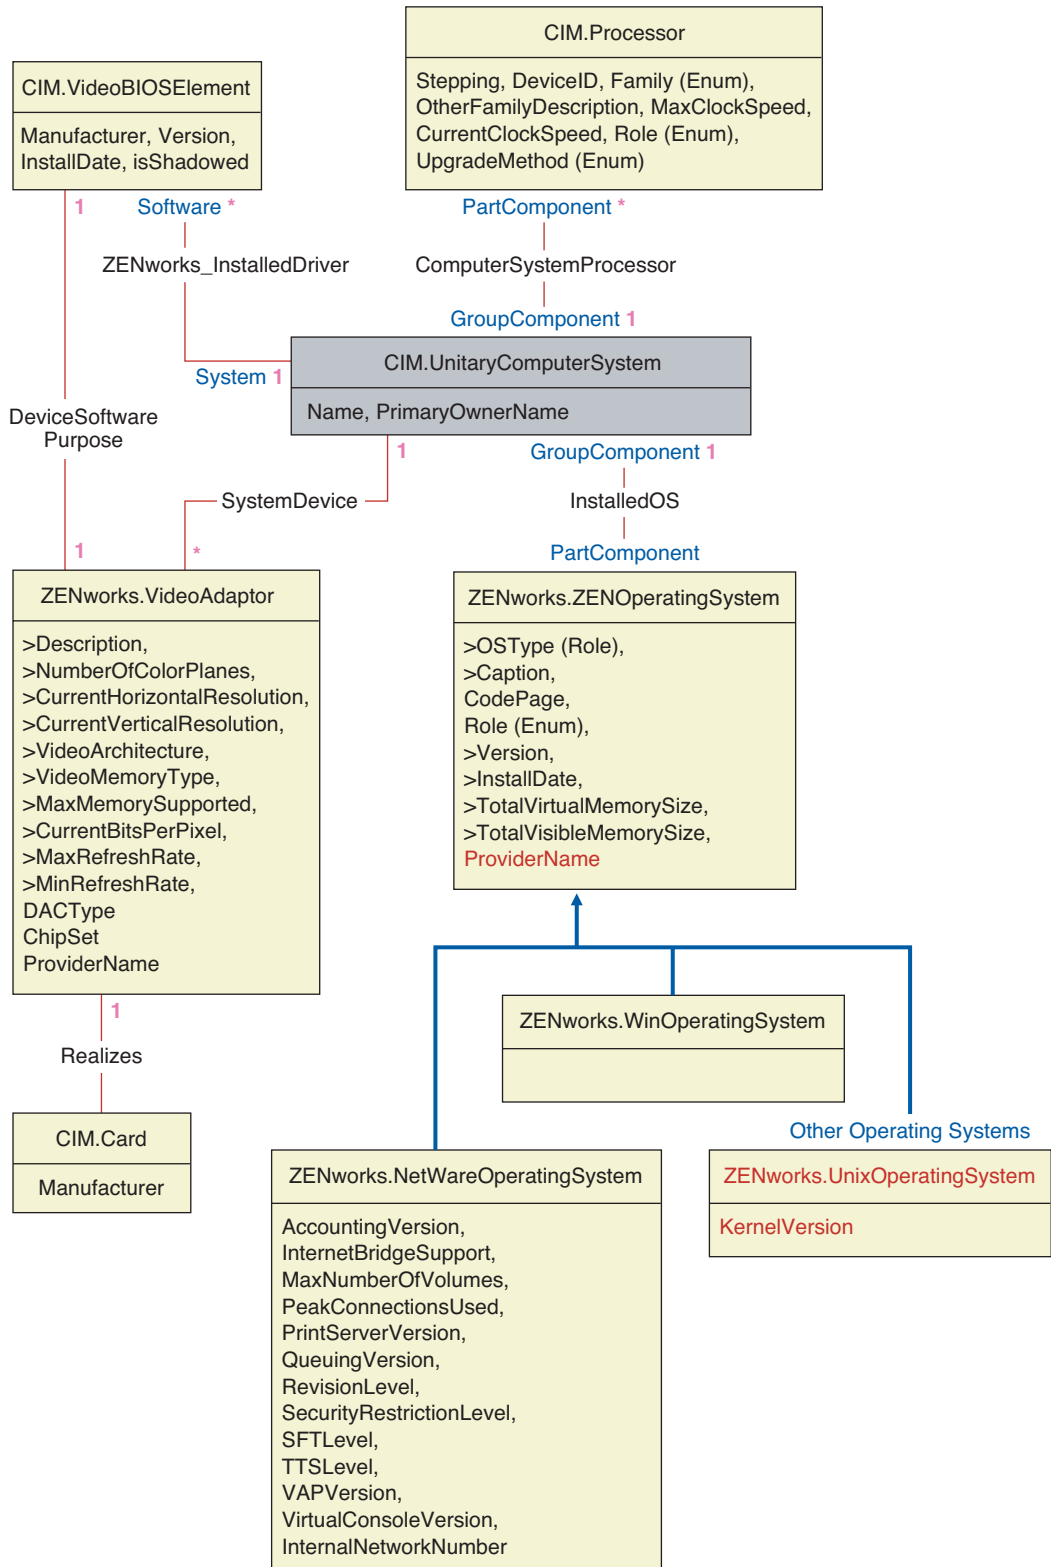 CIM.Processor
Stepping, DeviceID, Family (Enum),
OtherFamilyDescription, MaxClockSpeed,
CurrentClockSpeed, Role (Enum),
UpgradeMethod (Enum)
CIM.VideoBIOSElement
Manufacturer, Version,
InstallDate, isShadowed
1
Software *
PartComponent *
ZENworks_InstalledDriver
ComputerSystemProcessor
GroupComponent 1
System 1
CIM.UnitaryComputerSystem
Name, PrimaryOwnerName
DeviceSoftware
Purpose
1
GroupComponent 1
SystemDevice
InstalledOS
1
*
PartComponent
ZENworks.VideoAdaptor
>Description,
>NumberOfColorPlanes,
>CurrentHorizontalResolution,
>CurrentVerticalResolution,
>VideoArchitecture,
>VideoMemoryType,
>MaxMemorySupported,
>CurrentBitsPerPixel,
>MaxRefreshRate,
>MinRefreshRate,
DACType
ChipSet
ProviderName
ZENworks.ZENOperatingSystem
>OSType (Role),
>Caption,
CodePage,
Role (Enum),
>Version,
>InstallDate,
>TotalVirtualMemorySize,
>TotalVisibleMemorySize,
ProviderName
1
Realizes
CIM.Card
Manufacturer
ZENworks.WinOperatingSystem
Other Operating Systems
ZENworks.NetWareOperatingSystem
AccountingVersion,
InternetBridgeSupport,
MaxNumberOfVolumes,
PeakConnectionsUsed,
PrintServerVersion,
QueuingVersion,
RevisionLevel,
SecurityRestrictionLevel,
SFTLevel,
TTSLevel,
VAPVersion,
VirtualConsoleVersion,
InternalNetworkNumber
ZENworks.UnixOperatingSystem
KernelVersion